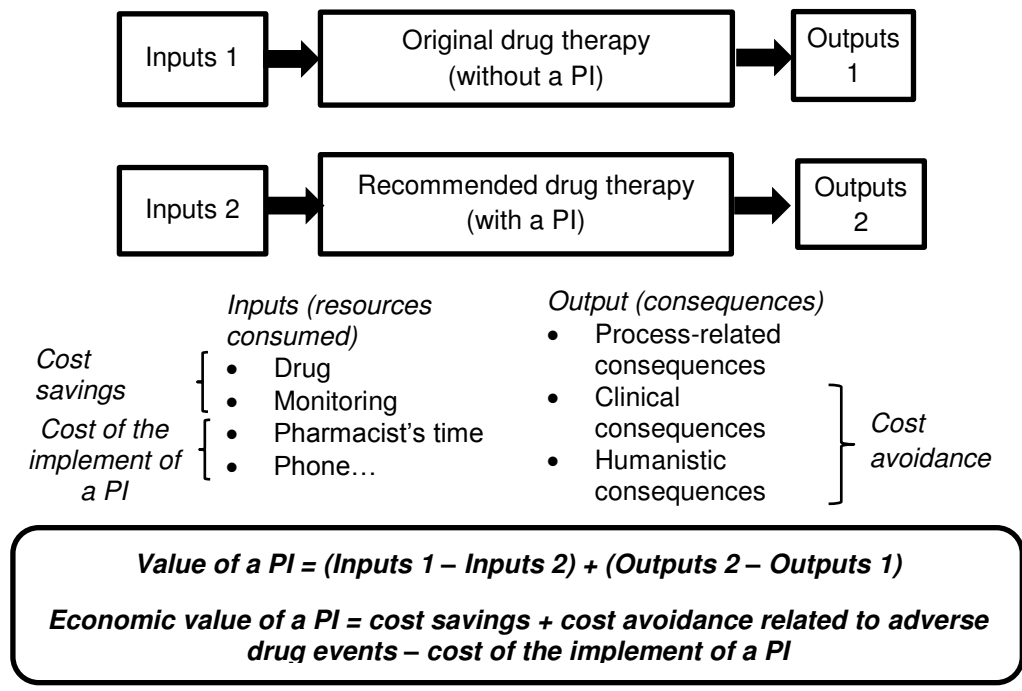 Inputs 1
Original drug therapy
(without a PI)
Outputs
1
Inputs 2
Recommended drug therapy
(with a PI)
Outputs
2
Inputs (resources
consumed)
• Drug
• Monitoring
• Pharmacist's time
• Phone…
Cost
savings
Cost of the
implement of
a PI
Output (consequences)
• Process-related
consequences
• Clinical
consequences
• Humanistic
consequences
Cost
avoidance
Value of a PI = (Inputs 1 – Inputs 2) + (Outputs 2 – Outputs 1)
Economic value of a PI = cost savings + cost avoidance related to adverse
drug events – cost of the implement of a PI